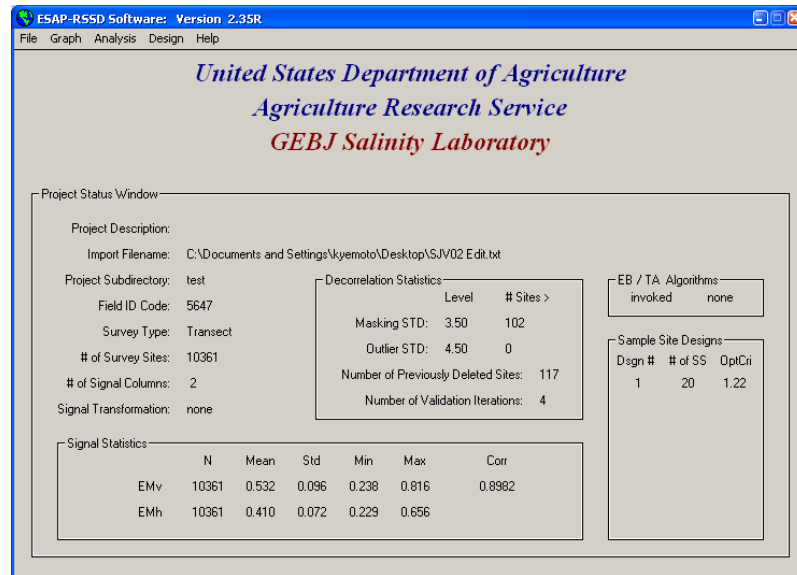 ESAP-RSSD Software: Version 2.35R
File Graph Analysis Design Help
United States Department of Agriculture
Agriculture Research Service
GEBJ Salinity Laboratory
Project Status Window
Project Description:
Import Filename: C:\Documents and Settings\kyemoto\Desktop\SJV02 Edit.txt
Project Subdirectory: test
Field ID Code: 5647
Survey Type: Transect
# of Survey Sites: 10361
# of Signal Columns: 2
Signal Transformation: none
Decorrelation Statistics
Level # Sites >
Masking STD: 3.50 102
Outlier STD: 4.50 0
Number of Previously Deleted Sites: 117
Number of Validation Iterations: 4
EB / TA Algorithms
invoked none
Sample Site Designs
Dsgn # # of SS OptCri
1 20 1.22
Signal Statistics
N Mean Std Min Max Corr
EMv 10361 0.532 0.096 0.238 0.816 0.8982
EMh 10361 0.410 0.072 0.229 0.656